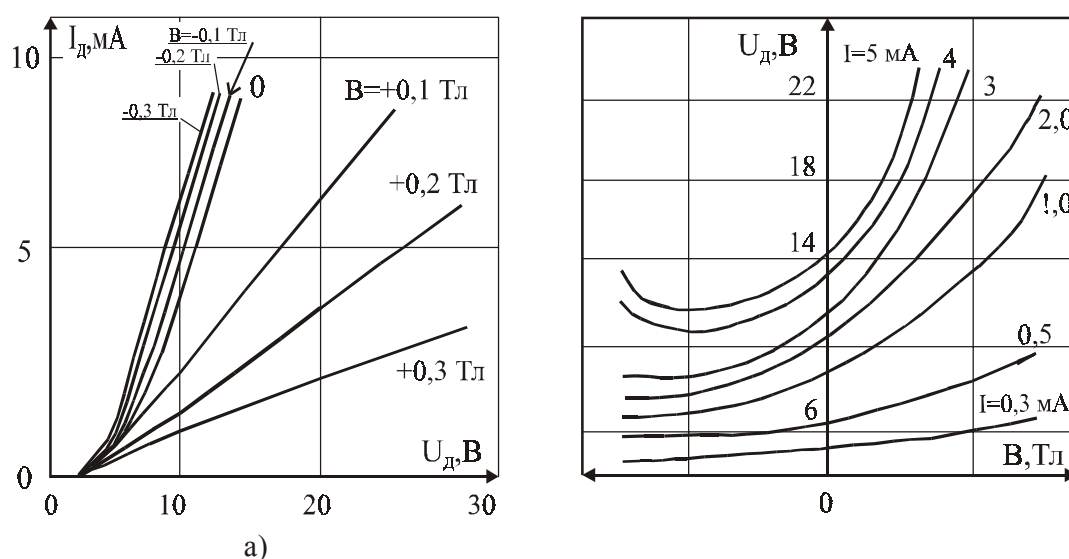 I_д,мА
10
5
0
B=-0,1 Тл
-0,2 Тл
-0,3 Тл
0
B=+0,1 Тл
+0,2 Тл
+0,3 Тл
U_д,В
10
20
30
а)
U_д,В
I=5 мА
4
3
2,0
!,0
0,5
I=0,3 мА
22
18
14
6
В,Тл
0